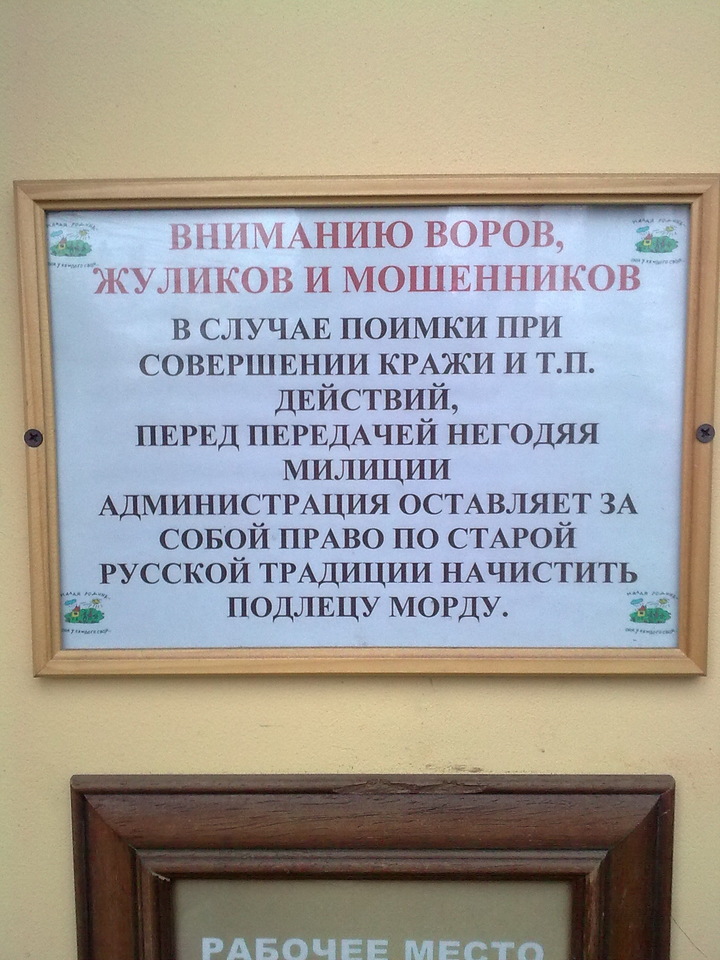 ВНИМАНИЮ ВОРОВ,
ЖУЛИКОВ И МОШЕННИКОВ
В СЛУЧАЕ ПОИМКИ ПРИ
СОВЕРШЕНИИ КРАЖИ И Т.П.
ДЕЙСТВИЙ,
ПЕРЕД ПЕРЕДАЧЕЙ НЕГОДЯЯ
МИЛИЦИИ
АДМИНИСТРАЦИЯ ОСТАВЛЯЕТ ЗА
СОБОЙ ПРАВО ПО СТАРОЙ
РУССКОЙ ТРАДИЦИИ НАЧИСТИТЬ
ПОДЛЕЦУ МОРДУ.
РАБОЧЕЕ МЕСТО